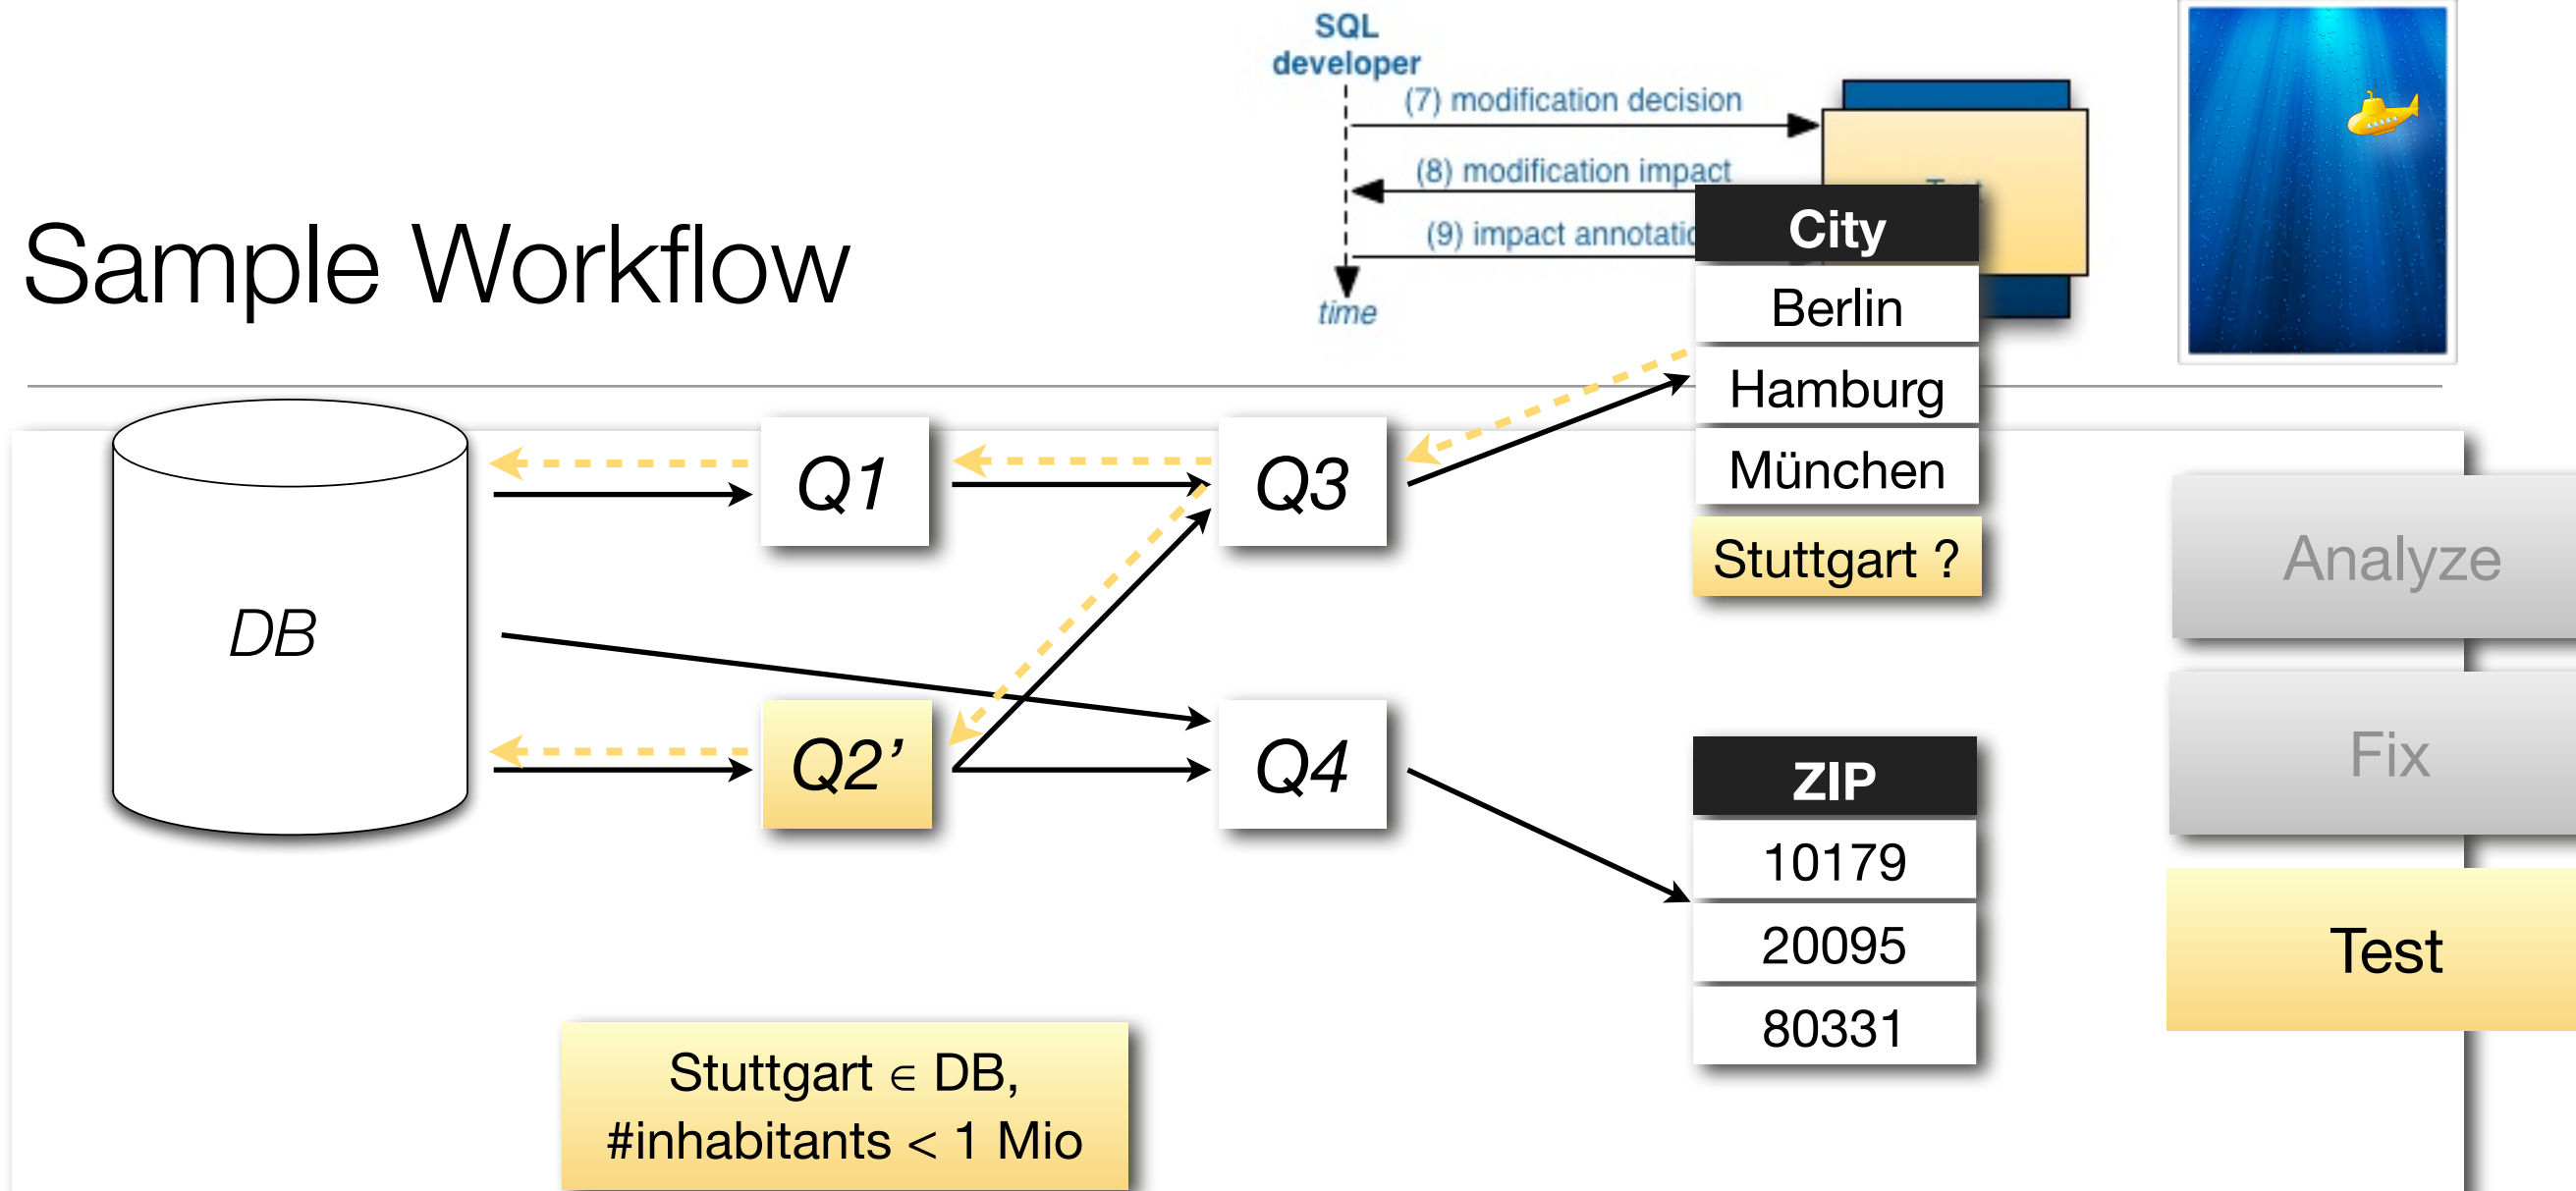 SQL
developer
(7) modification decision
(8) modification impact
(9) impact annotatio
time
Sample Workflow
City
Berlin
Hamburg
München
Stuttgart ?
DB
Q1
Q3
Q2’
Q4
ZIP
10179
20095
80331
Analyze
Fix
Test
Stuttgart ∈ DB,
#inhabitants < 1 Mio